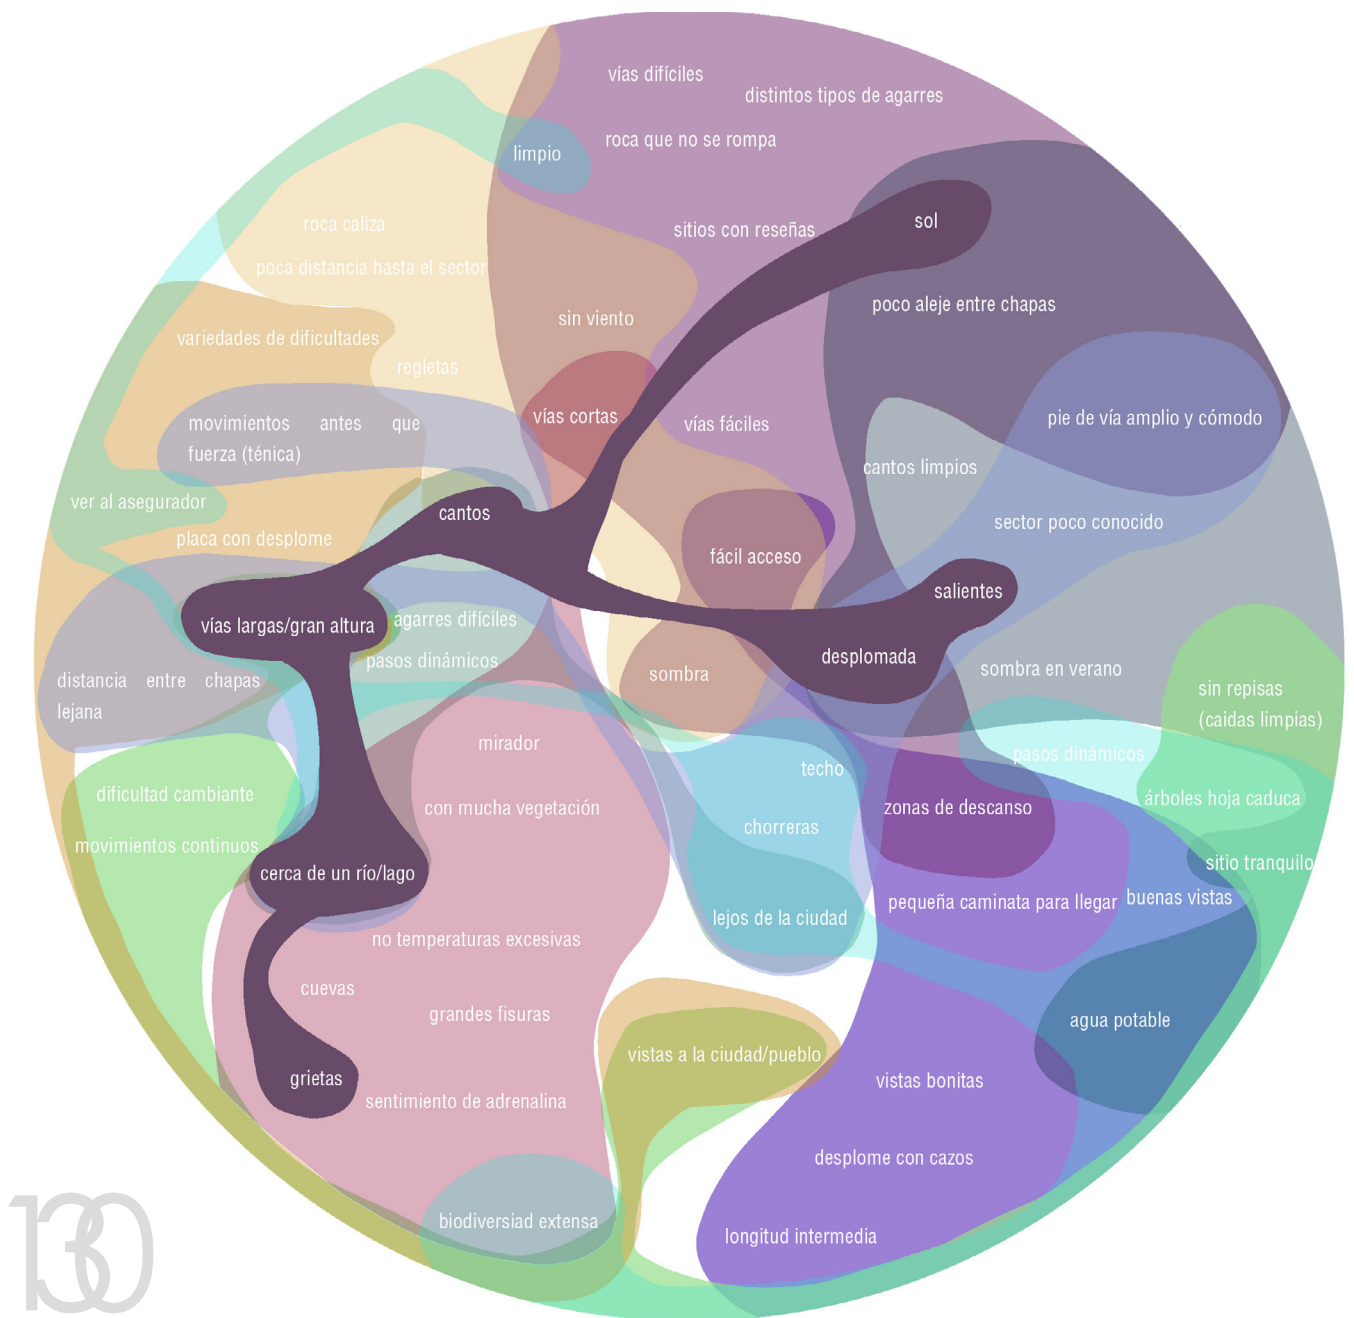 vías difíciles
distintos tipos de agarres
roca que no se rompa
limpio
roca caliza
sitios con reseñas
sol
poca distancia hasta el sector
poco aleje entre chapas
sin viento
variedades de dificultades
regletas
vías cortas
vías fáciles
pie de vía amplio y cómodo
movimientos antes que
fuerza (ténica)
cantos limpios
ver al asegurador
cantos
sector poco conocido
placa con desplome
fácil acceso
salientes
vías largas/gran altura
agarres difíciles
pasos dinámicos
desplomada
sombra
sombra en verano
distancia entre chapas
lejana
sin repisas
(caidas limpias)
mirador
techo
pasos dinámicos
dificultad cambiante
con mucha vegetación
zonas de descanso
árboles hoja caduca
chorreras
movimientos continuos
cerca de un río/lago
sitio tranquilo
lejos de la ciudad
pequeña caminata para llegar
buenas vistas
no temperaturas excesivas
cuevas
grandes fisuras
agua potable
vistas a la ciudad/pueblo
grietas
vistas bonitas
sentimiento de adrenalina
desplome con cazos
biodiversiad extensa
longitud intermedia
130